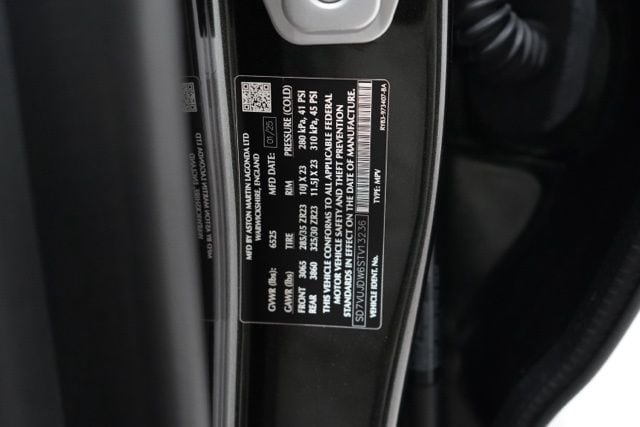 MFD BY ASTON MARTIN LAGONDA LTD
WARWICKSHIRE, ENGLAND
GVWR (lbs): 6525 MFD DATE: 01/25
GAWR (lbs): TIRE RIM PRESSURE (COLD)
FRONT 3065 285/35 ZR23 10J X 23 280 kPa, 41 PSI
REAR 3860 325/30 ZR23 11.5J X 23 310 kPa, 45 PSI
THIS VEHICLE CONFORMS TO ALL APPLICABLE FEDERAL
MOTOR VEHICLE SAFETY AND THEFT PREVENTION
STANDARDS IN EFFECT ON THE DATE OF MANUFACTURE.
SD7VUJDW6STV13236
VEHICLE IDENT. No. TYPE: MPV
RY83-973407-BA